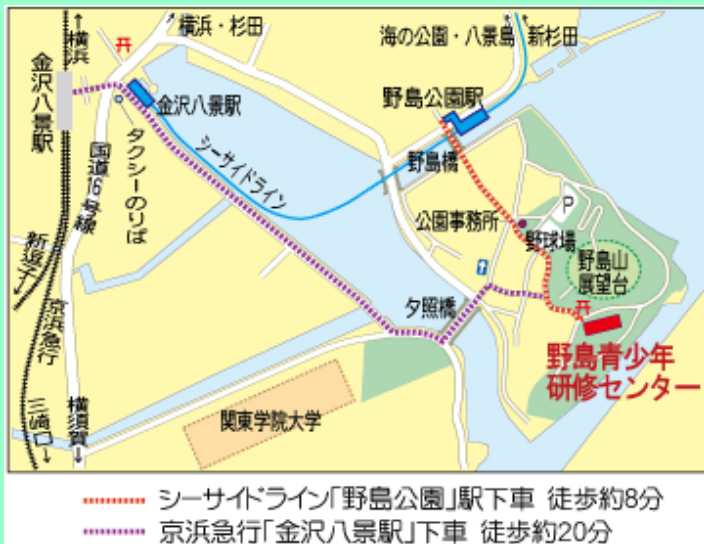 横浜
横浜・杉田
海の公園・八景島
新杉田
金沢八景駅
金沢八景駅
野島公園駅
タクシーのりば
シーサイドライン
野島橋
国道16号線
公園事務所
P
野球場
野島山
展望台
新逗子
京浜急行
夕照橋
野島青少年
研修センター
関東学院大学
三崎口
横須賀
シーサイドライン「野島公園」駅下車 徒歩約8分
京浜急行「金沢八景駅」下車 徒歩約20分